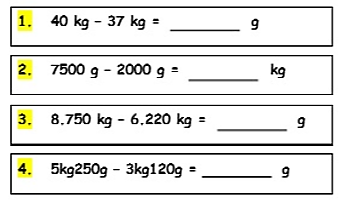 1. 40 kg - 37 kg = ________ g
2. 7500 g - 2000 g = ________ kg
3. 8.750 kg - 6.220 kg = ________ g
4. 5kg250g - 3kg120g = ________ g